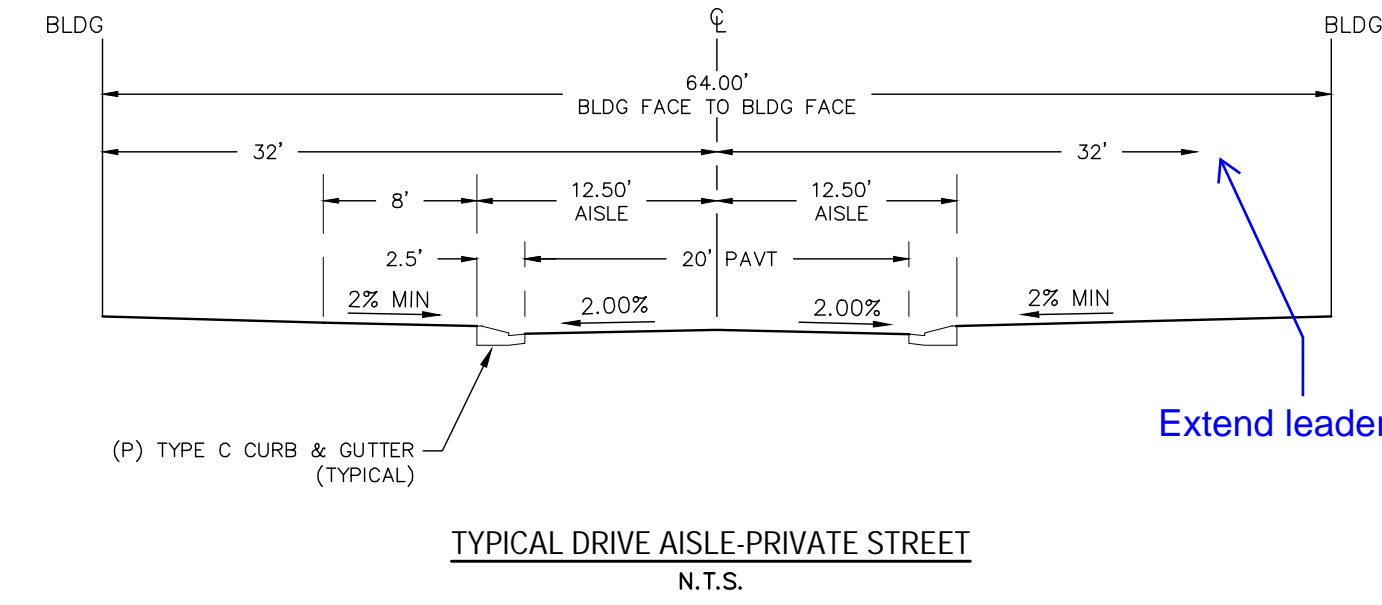 BLDG
℄
BLDG
64.00'
BLDG FACE TO BLDG FACE
32'
32'
8'
12.50'
AISLE
12.50'
AISLE
2.5'
20' PAVT
2% MIN
2.00%
2.00%
2% MIN
(P) TYPE C CURB & GUTTER
(TYPICAL)
Extend leader
TYPICAL DRIVE AISLE-PRIVATE STREET
N.T.S.